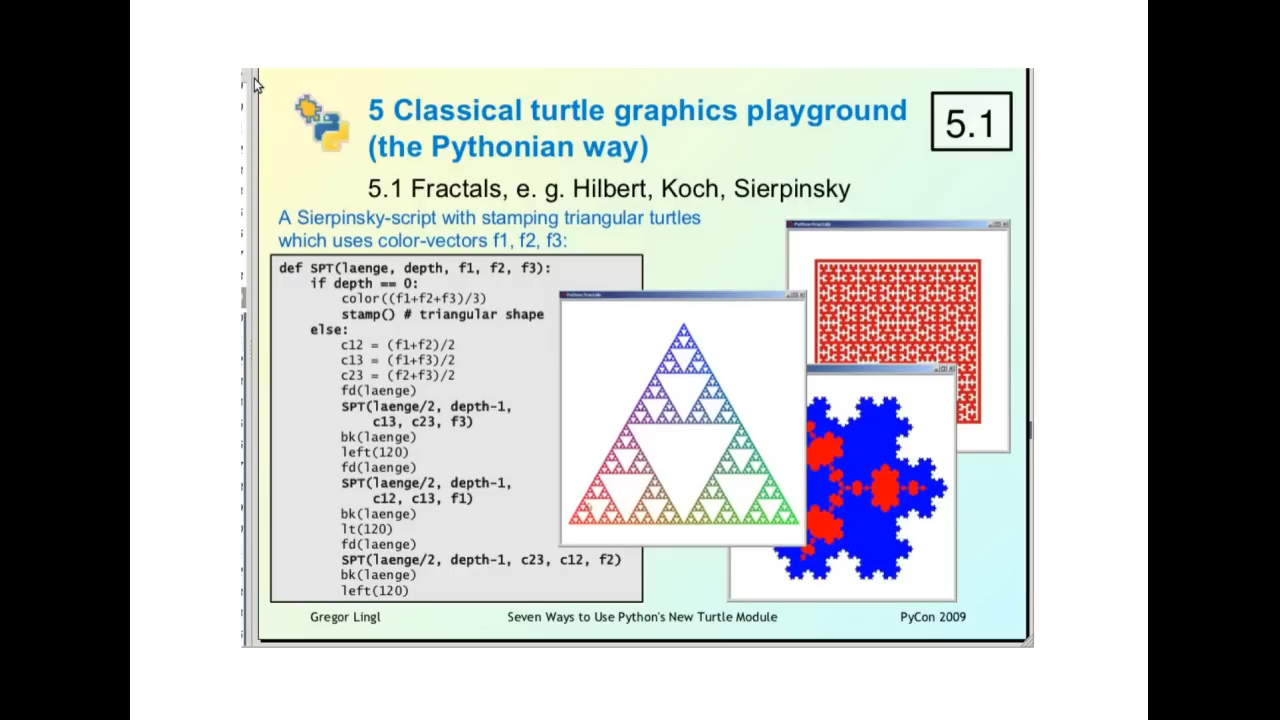 5 Classical turtle graphics playground
(the Pythonian way)
5.1
5.1 Fractals, e. g. Hilbert, Koch, Sierpinsky
A Sierpinsky-script with stamping triangular turtles
which uses color-vectors f1, f2, f3:
def SPT(laenge, depth, f1, f2, f3):
if depth == 0:
color((f1+f2+f3)/3)
stamp() # triangular shape
else:
c12 = (f1+f2)/2
c13 = (f1+f3)/2
c23 = (f2+f3)/2
fd(laenge)
SPT(laenge/2, depth-1,
c13, c23, f3)
bk(laenge)
left(120)
fd(laenge)
SPT(laenge/2, depth-1,
c12, c13, f1)
bk(laenge)
lt(120)
fd(laenge)
SPT(laenge/2, depth-1, c23, c12, f2)
bk(laenge)
left(120)
Python:Fractals
Python:Fractals
Gregor Lingl
Seven Ways to Use Python's New Turtle Module
PyCon 2009